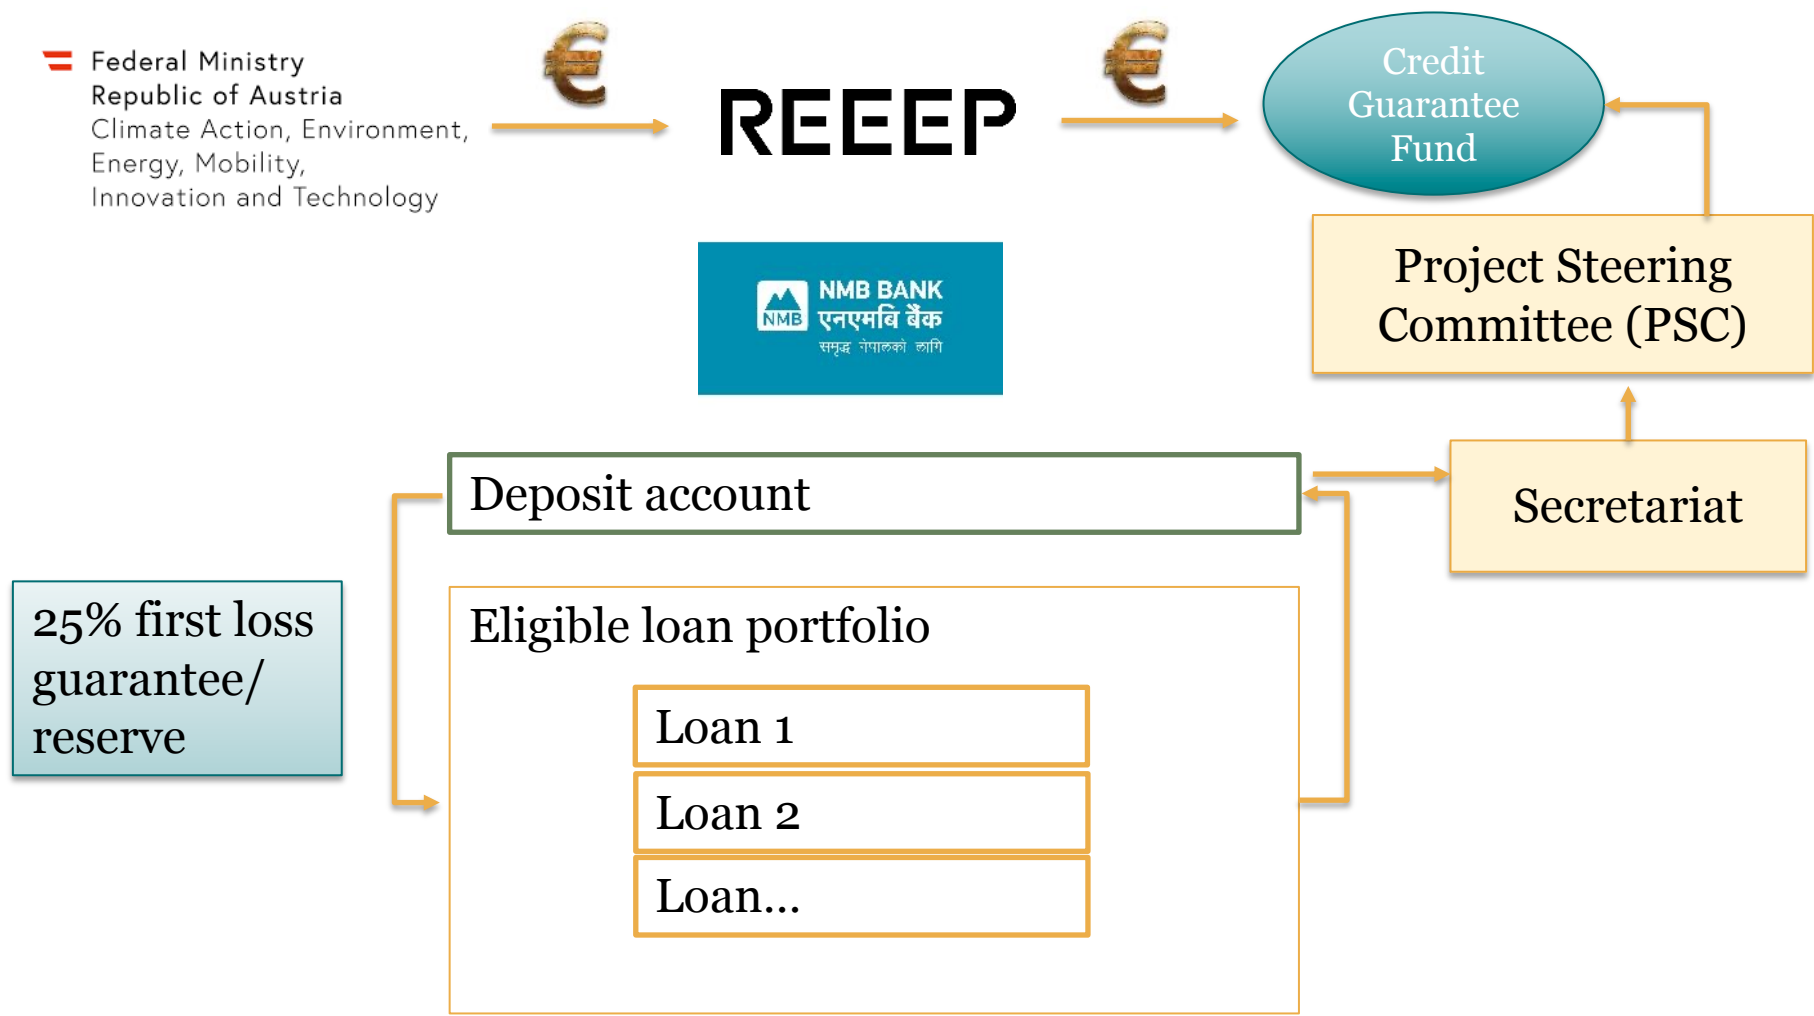 Federal Ministry
Republic of Austria
Climate Action, Environment,
Energy, Mobility,
Innovation and Technology
€
REEEP
€
Credit
Guarantee
Fund
NMB
NMB BANK
एनएमबि बैंक
समृद्ध नेपालको लागि
Project Steering
Committee (PSC)
Deposit account
Secretariat
25% first loss
guarantee/
reserve
Eligible loan portfolio
Loan 1
Loan 2
Loan...